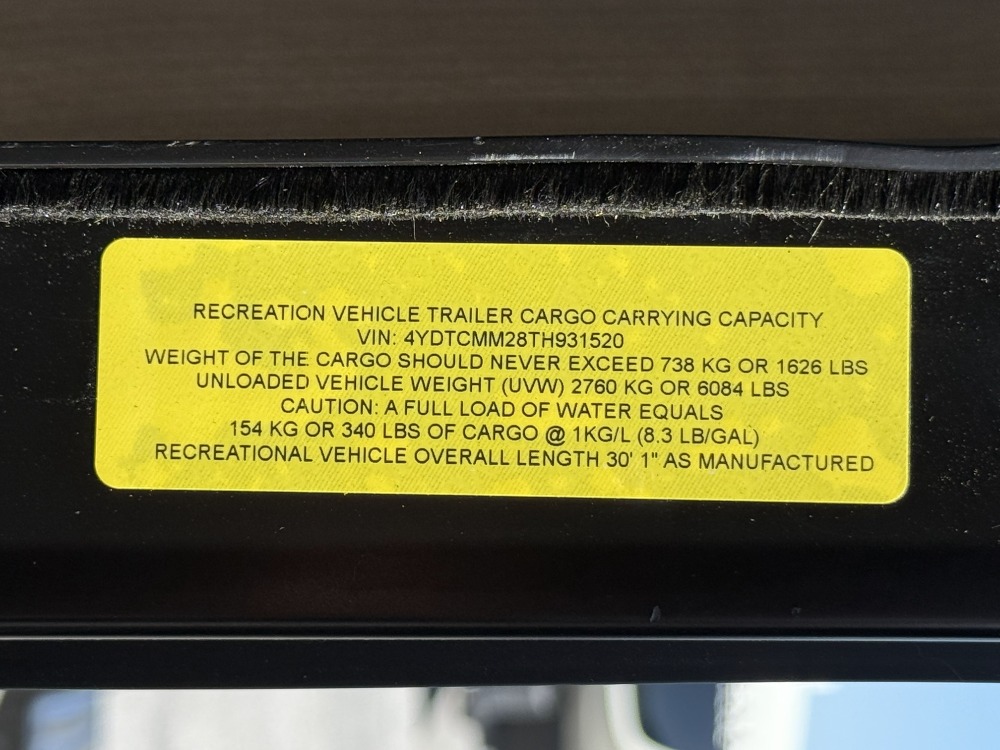 RECREATION VEHICLE TRAILER CARGO CARRYING CAPACITY
VIN: 4YDTCMM28TH931520
WEIGHT OF THE CARGO SHOULD NEVER EXCEED 738 KG OR 1626 LBS
UNLOADED VEHICLE WEIGHT (UVW) 2760 KG OR 6084 LBS
CAUTION: A FULL LOAD OF WATER EQUALS
154 KG OR 340 LBS OF CARGO @ 1KG/L (8.3 LB/GAL)
RECREATIONAL VEHICLE OVERALL LENGTH 30' 1" AS MANUFACTURED